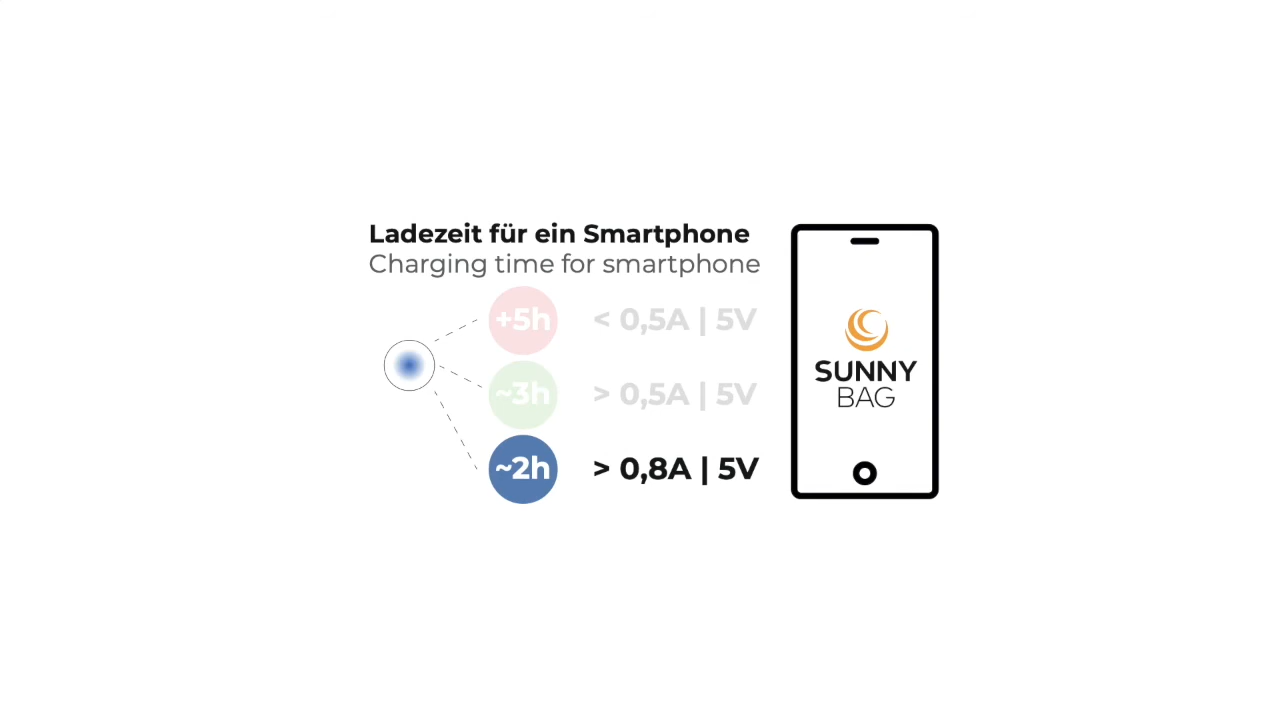 Ladezeit für ein Smartphone
Charging time for smartphone
+5h < 0,5A | 5V
~3h > 0,5A | 5V
~2h > 0,8A | 5V
SUNNY
BAG